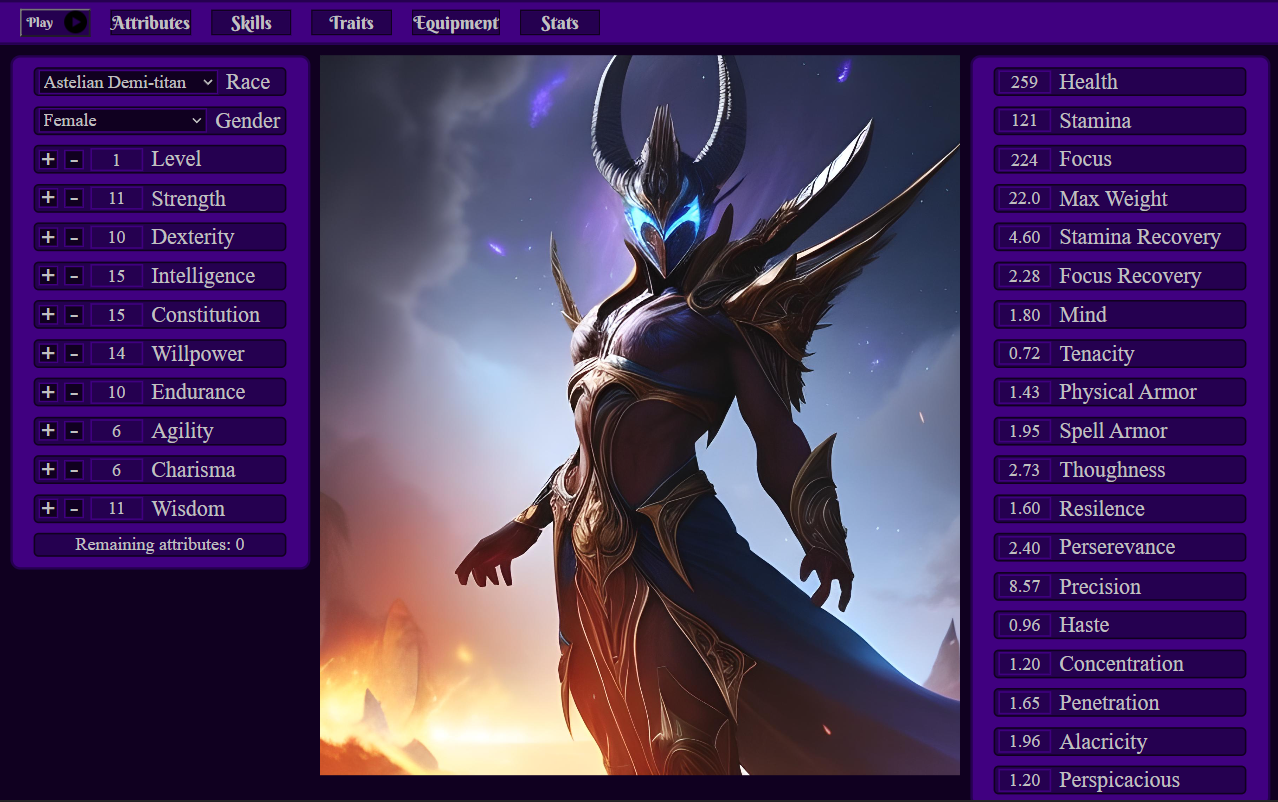 Play Attributes Skills Traits Equipment Stats
Astelian Demi-titan Race
Female Gender
+ - 1 Level
+ - 11 Strength
+ - 10 Dexterity
+ - 15 Intelligence
+ - 15 Constitution
+ - 14 Willpower
+ - 10 Endurance
+ - 6 Agility
+ - 6 Charisma
+ - 11 Wisdom
Remaining attributes: 0
259 Health
121 Stamina
224 Focus
22.0 Max Weight
4.60 Stamina Recovery
2.28 Focus Recovery
1.80 Mind
0.72 Tenacity
1.43 Physical Armor
1.95 Spell Armor
2.73 Thoughness
1.60 Resilence
2.40 Perserevance
8.57 Precision
0.96 Haste
1.20 Concentration
1.65 Penetration
1.96 Alacricity
1.20 Perspicacious